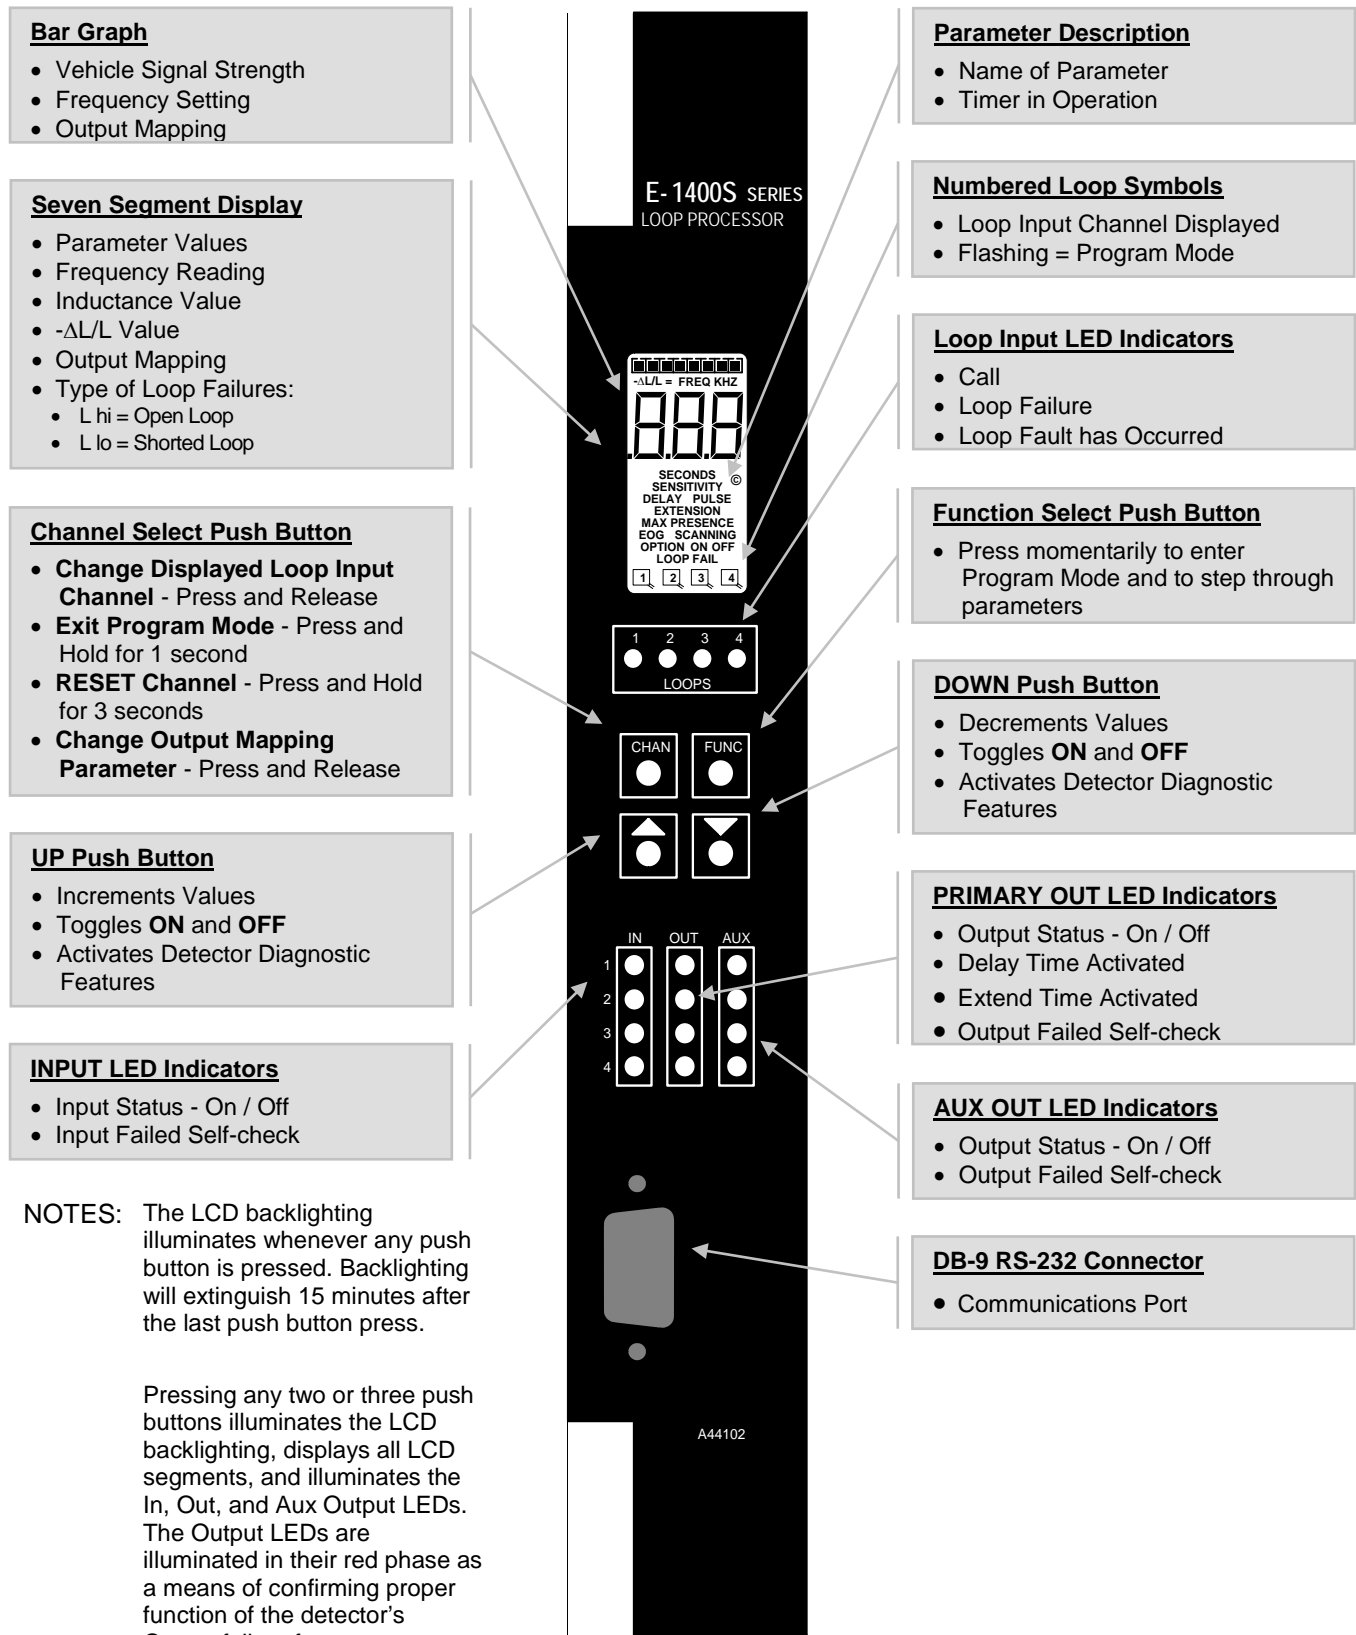 Bar Graph
• Vehicle Signal Strength
• Frequency Setting
• Output Mapping
Seven Segment Display
• Parameter Values
• Frequency Reading
• Inductance Value
• -∆L/L Value
• Output Mapping
• Type of Loop Failures:
• L hi = Open Loop
• L lo = Shorted Loop
Channel Select Push Button
• Change Displayed Loop Input
Channel - Press and Release
• Exit Program Mode - Press and
Hold for 1 second
• RESET Channel - Press and Hold
for 3 seconds
• Change Output Mapping
Parameter - Press and Release
UP Push Button
• Increments Values
• Toggles ON and OFF
• Activates Detector Diagnostic
Features
INPUT LED Indicators
• Input Status - On / Off
• Input Failed Self-check
NOTES: The LCD backlighting
illuminates whenever any push
button is pressed. Backlighting
will extinguish 15 minutes after
the last push button press.
Pressing any two or three push
buttons illuminates the LCD
backlighting, displays all LCD
segments, and illuminates the
In, Out, and Aux Output LEDs.
The Output LEDs are
illuminated in their red phase as
a means of confirming proper
function of the detector's
E-1400S SERIES
LOOP PROCESSOR
-∆L/L = FREQ KHZ
8.8.8
SECONDS
SENSITIVITY ©
DELAY PULSE
EXTENSION
MAX PRESENCE
EOG SCANNING
OPTION ON OFF
LOOP FAIL
1 2 3 4
1 2 3 4
LOOPS
CHAN FUNC
IN OUT AUX
1
2
3
4
A44102
Parameter Description
• Name of Parameter
• Timer in Operation
Numbered Loop Symbols
• Loop Input Channel Displayed
• Flashing = Program Mode
Loop Input LED Indicators
• Call
• Loop Failure
• Loop Fault has Occurred
Function Select Push Button
• Press momentarily to enter
Program Mode and to step through
parameters
DOWN Push Button
• Decrements Values
• Toggles ON and OFF
• Activates Detector Diagnostic
Features
PRIMARY OUT LED Indicators
• Output Status - On / Off
• Delay Time Activated
• Extend Time Activated
• Output Failed Self-check
AUX OUT LED Indicators
• Output Status - On / Off
• Output Failed Self-check
DB-9 RS-232 Connector
• Communications Port